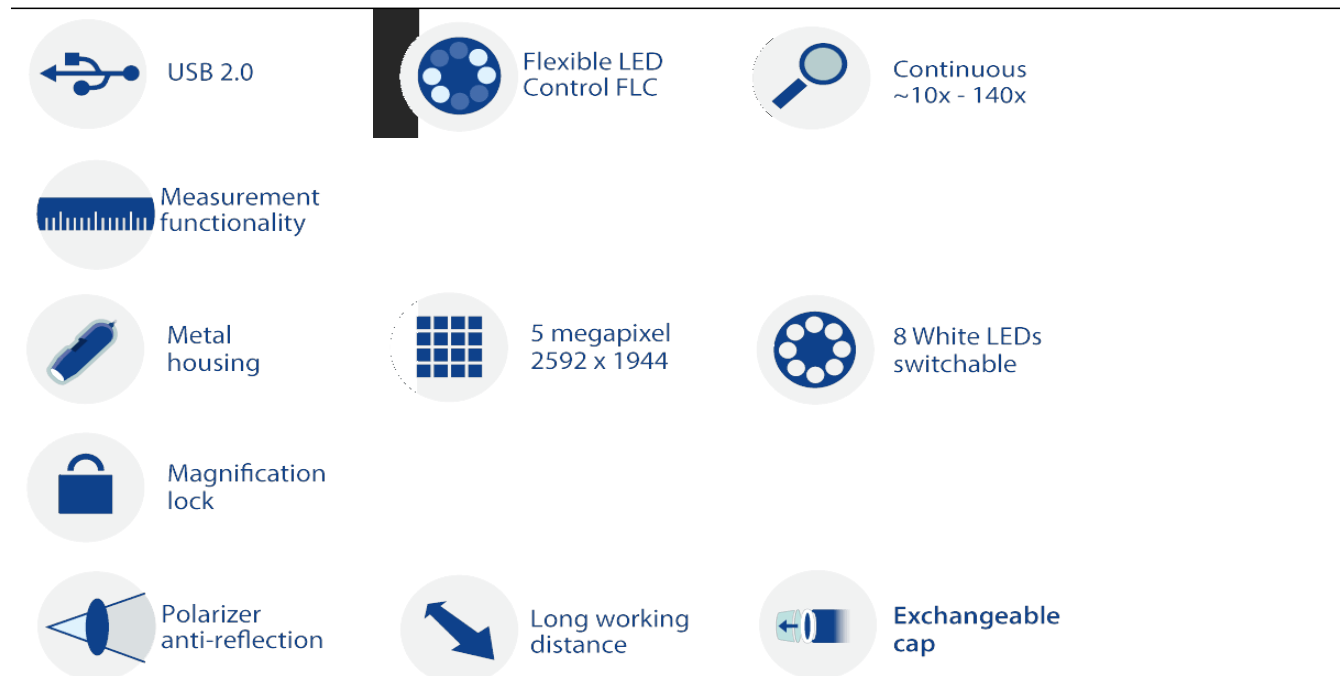 USB 2.0
Flexible LED
Control FLC
Continuous
~10x - 140x
Measurement
functionality
Metal
housing
5 megapixel
2592 x 1944
8 White LEDs
switchable
Magnification
lock
Polarizer
anti-reflection
Long working
distance
Exchangeable
cap